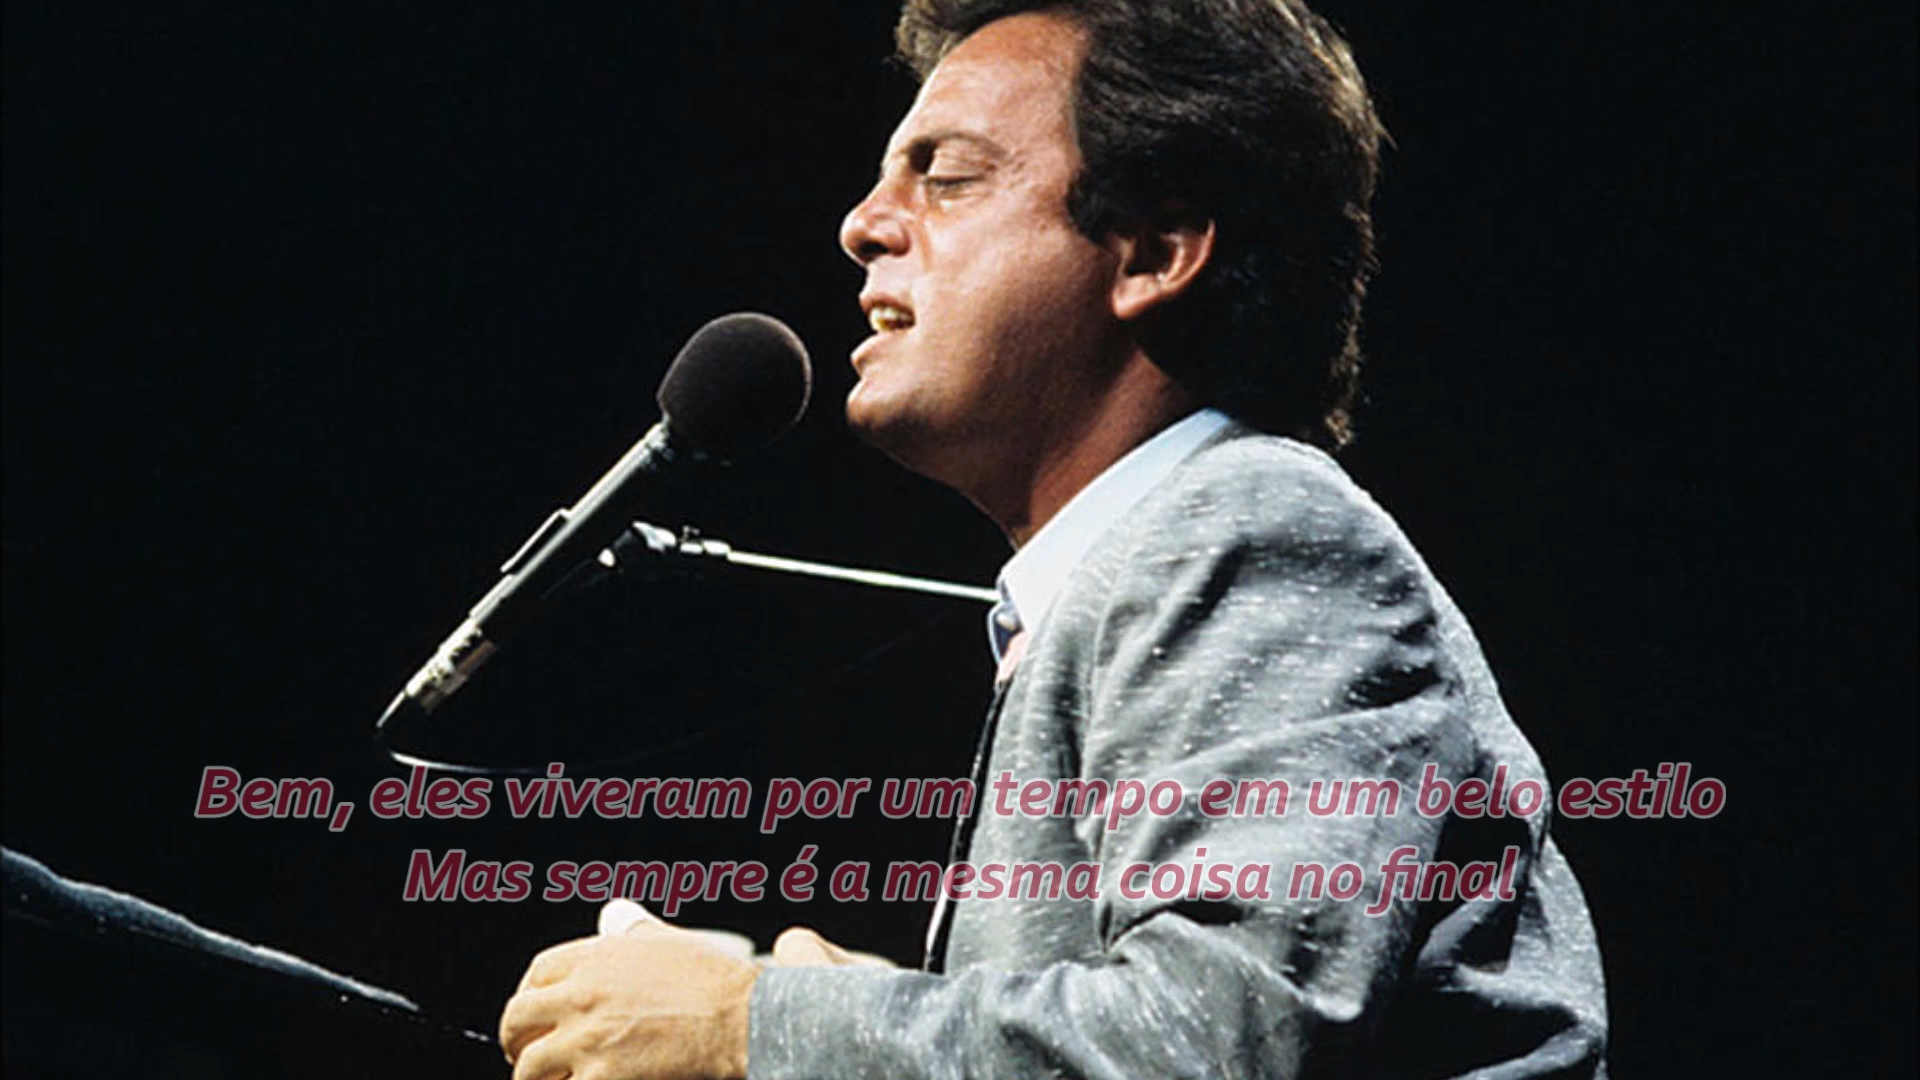 Bem, eles viveram por um tempo em um belo estilo
Mas sempre é a mesma coisa no final